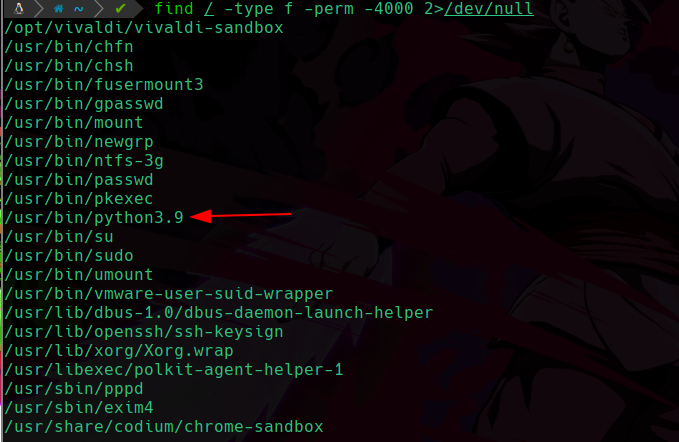 find / -type f -perm -4000 2>/dev/null
/opt/vivaldi/vivaldi-sandbox
/usr/bin/chfn
/usr/bin/chsh
/usr/bin/fusermount3
/usr/bin/gpasswd
/usr/bin/mount
/usr/bin/newgrp
/usr/bin/ntfs-3g
/usr/bin/passwd
/usr/bin/pkexec
/usr/bin/python3.9
/usr/bin/su
/usr/bin/sudo
/usr/bin/umount
/usr/bin/vmware-user-suid-wrapper
/usr/lib/dbus-1.0/dbus-daemon-launch-helper
/usr/lib/openssh/ssh-keysign
/usr/lib/xorg/Xorg.wrap
/usr/libexec/polkit-agent-helper-1
/usr/sbin/pppd
/usr/sbin/exim4
/usr/share/codium/chrome-sandbox